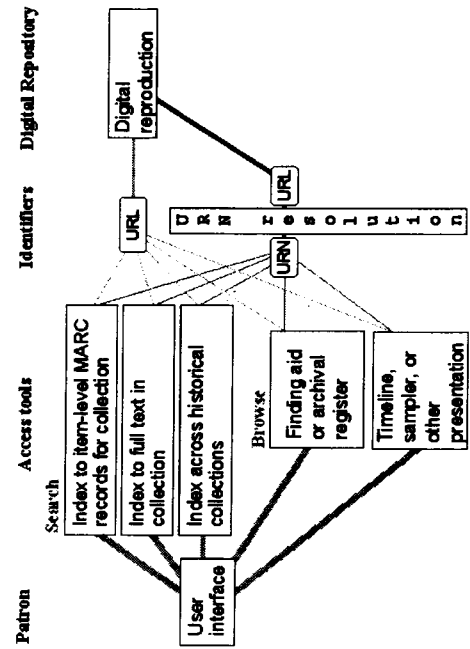 Patron
Access tools
Identifiers
Digital Repository
Search
Index to item-level MARC
records for collection
Index to full text in
collection
Index across historical
collections
User
interface
Browse
Finding aid
or archival
register
Timeline,
sampler, or
other
presentation
URL
URN
URN resolution
URL
Digital
reproduction